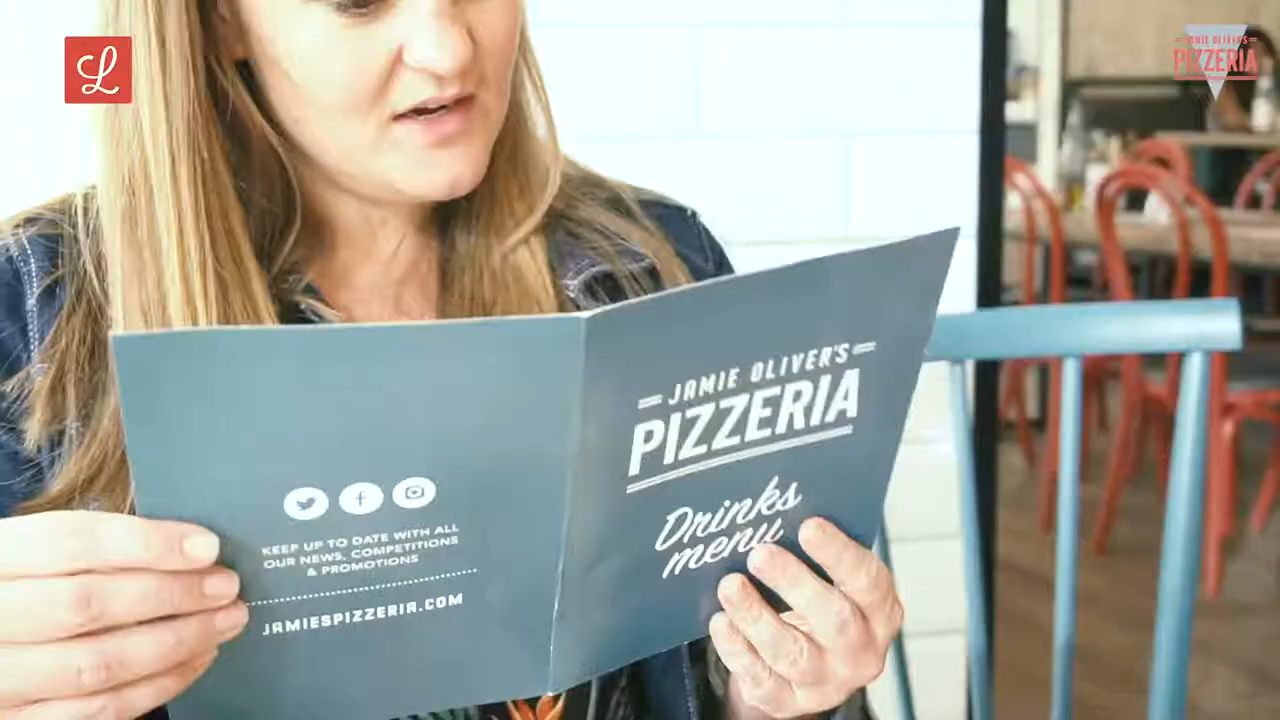 L
JAMIE OLIVER'S
PIZZERIA
JAMIE OLIVER'S
PIZZERIA
Drinks
menu
KEEP UP TO DATE WITH ALL
OUR NEWS, COMPETITIONS
& PROMOTIONS
JAMIESPIZZERIA.COM